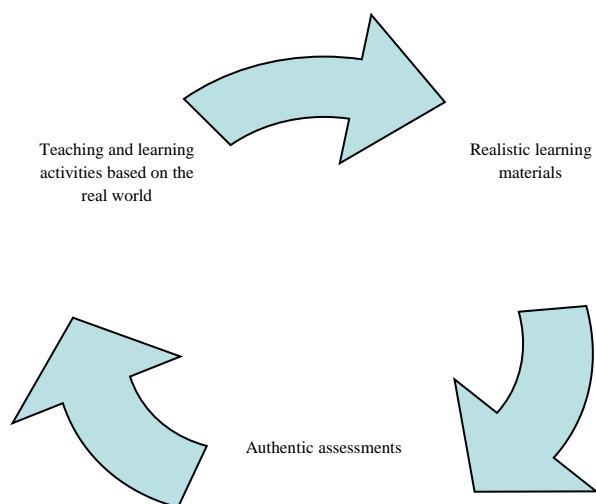 Teaching and learning
activities based on the
real world
Realistic learning
materials
Authentic assessments